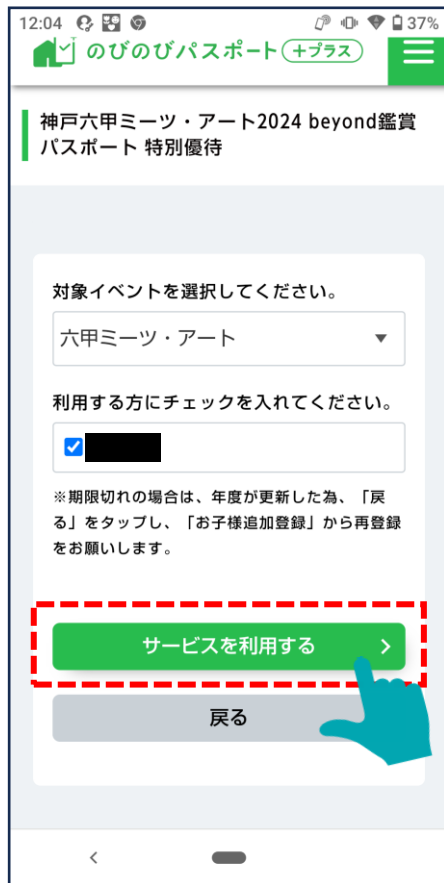 12:04 37%
のびのびパスポート +プラス
神戸六甲ミーツ・アート2024 beyond鑑賞
パスポート 特別優待
対象イベントを選択してください。
六甲ミーツ・アート
利用する方にチェックを入れてください。
※期限切れの場合は、年度が更新した為、「戻
る」をタップし、「お子様追加登録」から再登録
をお願いします。
サービスを利用する
戻る